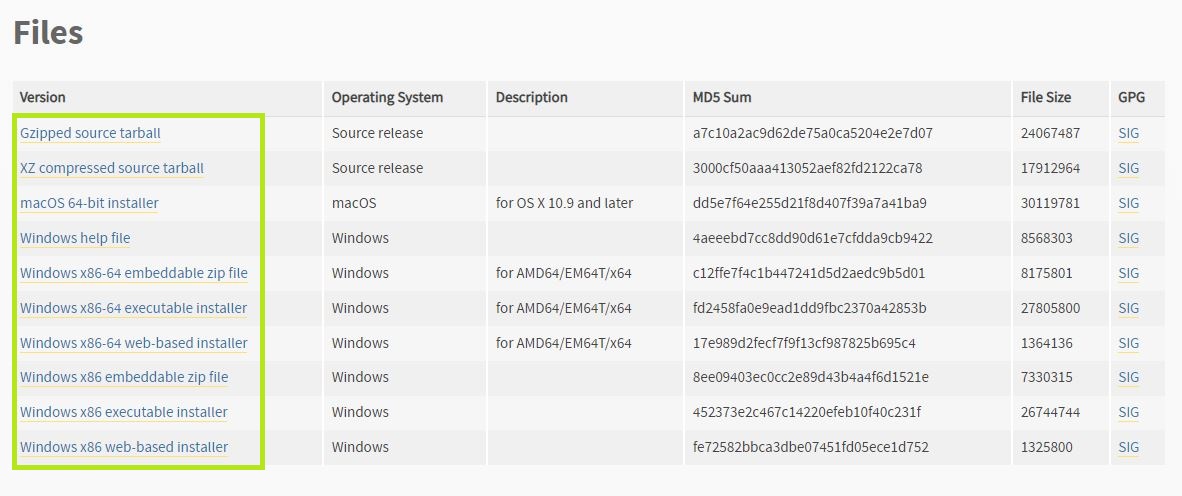 Files
Version Operating System Description MD5 Sum File Size GPG
Gzipped source tarball Source release a7c10a2ac9d62de75a0ca5204e2e7d07 24067487 SIG
XZ compressed source tarball Source release 3000cf50aaa413052aef82fd2122ca78 17912964 SIG
macOS 64-bit installer macOS for OS X 10.9 and later dd5e7f64e255d21f8d407f39a7a41ba9 30119781 SIG
Windows help file Windows 4aeeebd7cc8dd90d61e7cfdda9cb9422 8568303 SIG
Windows x86-64 embeddable zip file Windows for AMD64/EM64T/x64 c12ffe7f4c1b447241d5d2aedc9b5d01 8175801 SIG
Windows x86-64 executable installer Windows for AMD64/EM64T/x64 fd2458fa0e9ead1dd9fbc2370a42853b 27805800 SIG
Windows x86-64 web-based installer Windows for AMD64/EM64T/x64 17e989d2fecf7f9f13cf987825b695c4 1364136 SIG
Windows x86 embeddable zip file Windows 8ee09403ec0cc2e89d43b4a4f6d1521e 7330315 SIG
Windows x86 executable installer Windows 452373e2c467c14220efeb10f40c231f 26744744 SIG
Windows x86 web-based installer Windows fe72582bbca3dbe07451fd05ece1d752 1325800 SIG